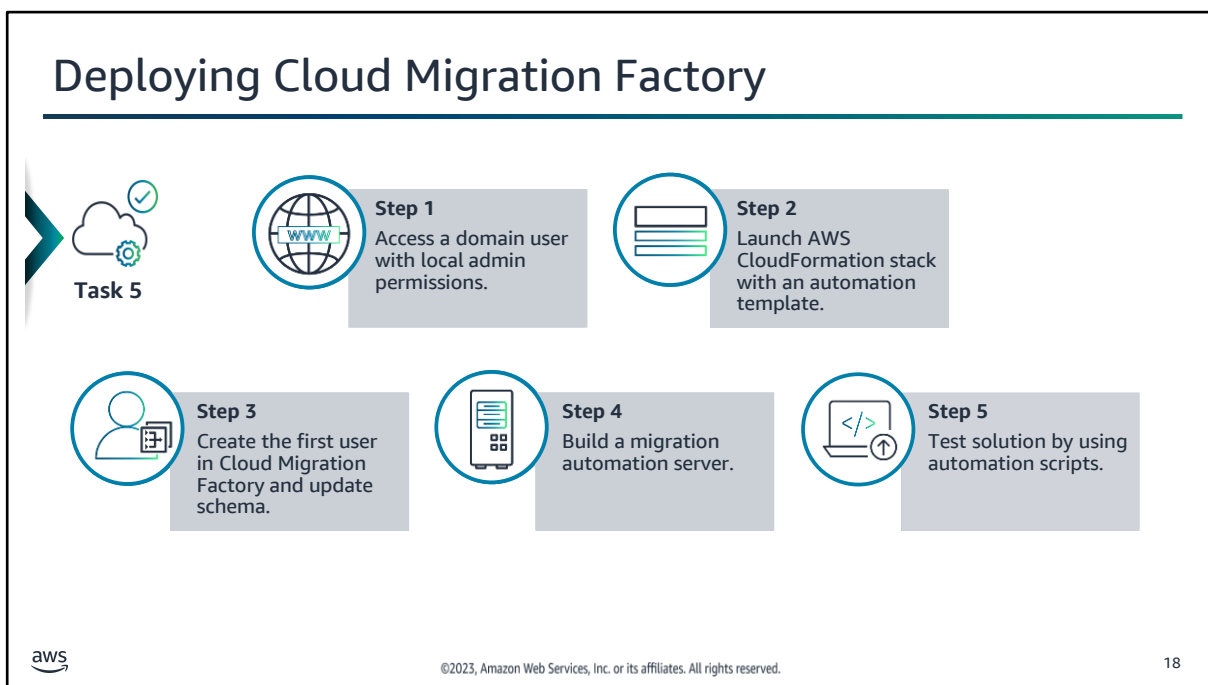 Deploying Cloud Migration Factory
Task 5
www
Step 1
Access a domain user
with local admin
permissions.
Step 2
Launch AWS
CloudFormation stack
with an automation
template.
Step 3
Create the first user
in Cloud Migration
Factory and update
schema.
Step 4
Build a migration
automation server.
</>
Step 5
Test solution by using
automation scripts.
aws
©2023, Amazon Web Services, Inc. or its affiliates. All rights reserved.
18